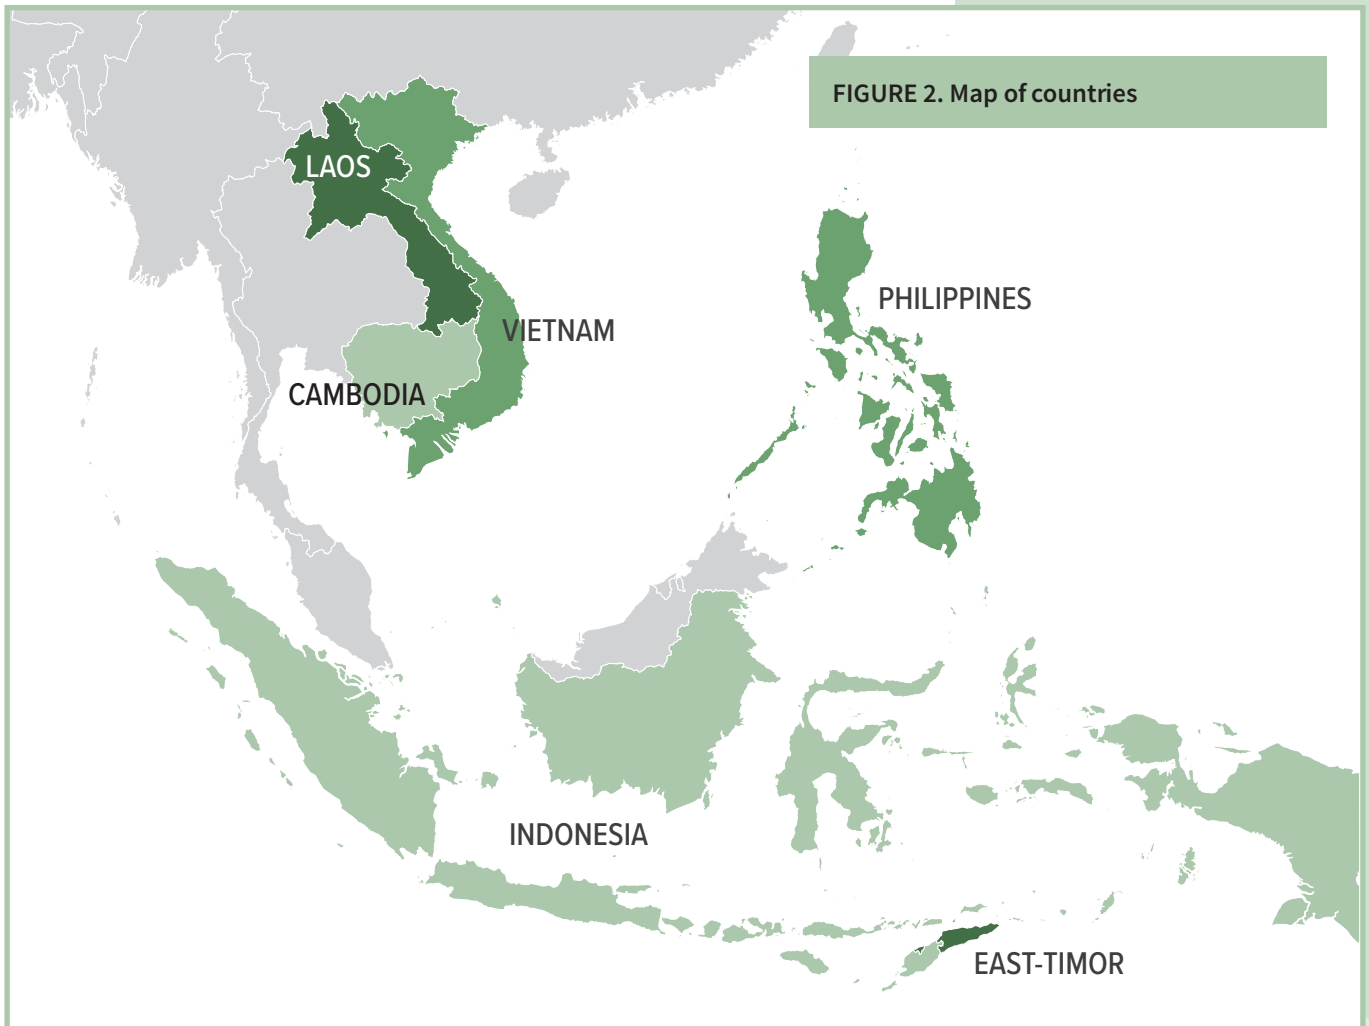 FIGURE 2. Map of countries
LAOS
PHILIPPINES
VIETNAM
CAMBODIA
INDONESIA
EAST-TIMOR